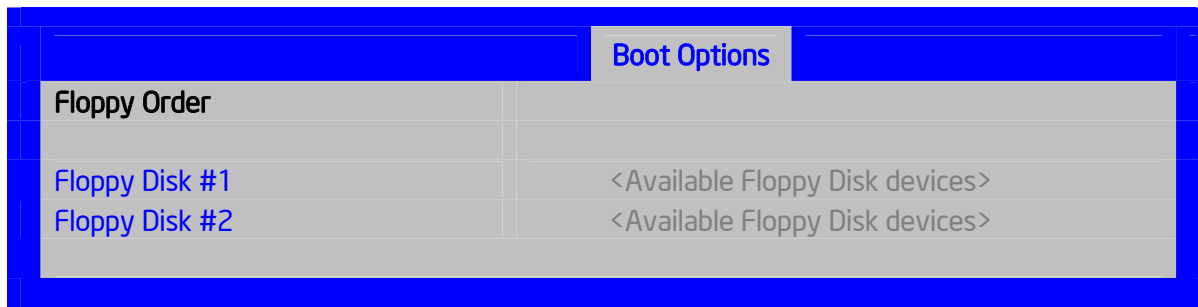 Boot Options
Floppy Order
Floppy Disk #1 <Available Floppy Disk devices>
Floppy Disk #2 <Available Floppy Disk devices>